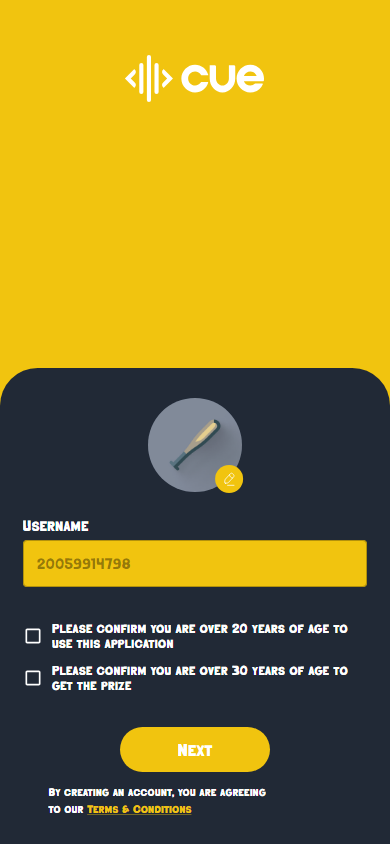 cue
Username
20059914798
Please confirm you are over 20 years of age to
use this application
Please confirm you are over 30 years of age to
get the prize
Next
By creating an account, you are agreeing
to our Terms & Conditions